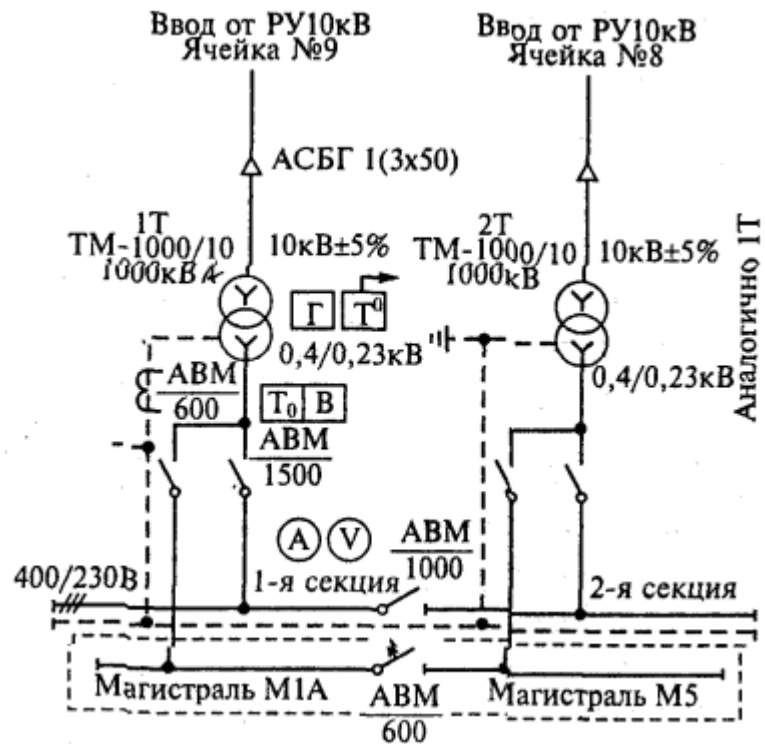 Ввод от РУ10кВ
Ячейка №9
Ввод от РУ10кВ
Ячейка №8
АСБГ 1(3х50)
1Т
ТМ-1000/10
1000кВА
10кВ±5%
2Т
ТМ-1000/10
1000кВ
10кВ±5%
Аналогично 1Т
Г
Т⁰
0,4/0,23кВ
0,4/0,23кВ
АВМ
600
Т₀ В
АВМ
1500
А V
АВМ
1000
400/230В
1-я секция
2-я секция
Магистраль М1А
АВМ
600
Магистраль М5